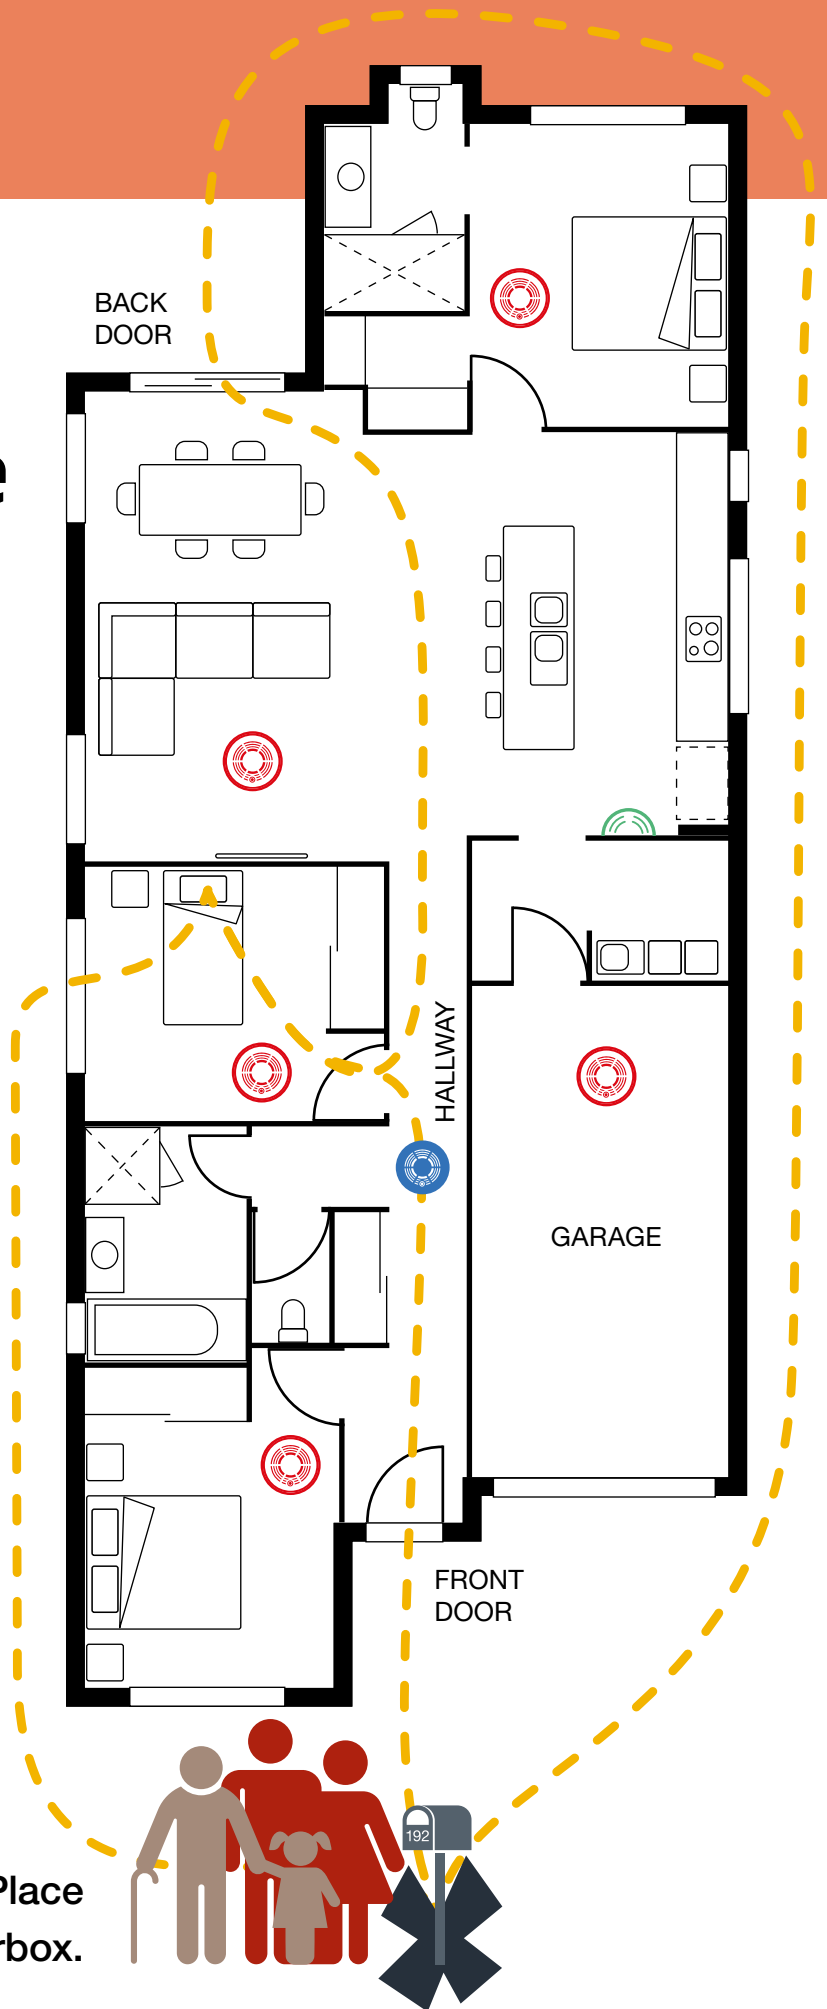 BACK
DOOR
e
HALLWAY
GARAGE
FRONT
DOOR
192
Place
rbox.